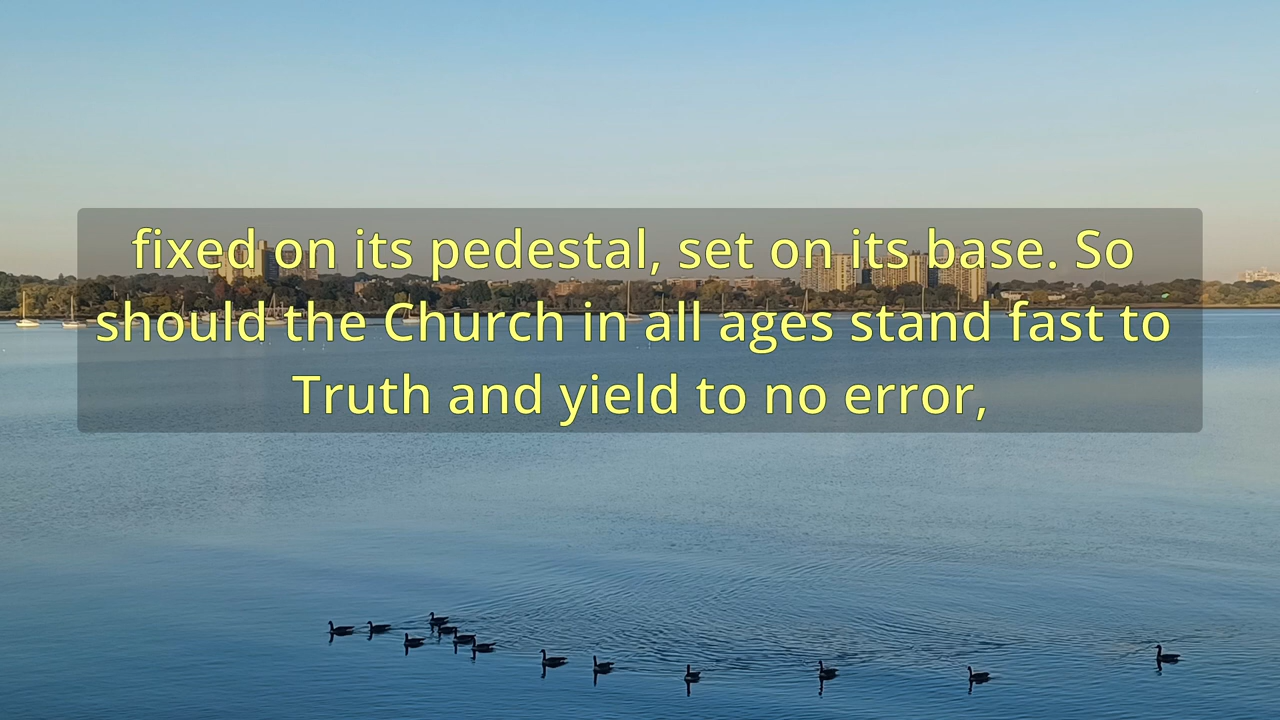 fixed on its pedestal, set on its base. So
should the Church in all ages stand fast to
Truth and yield to no error,